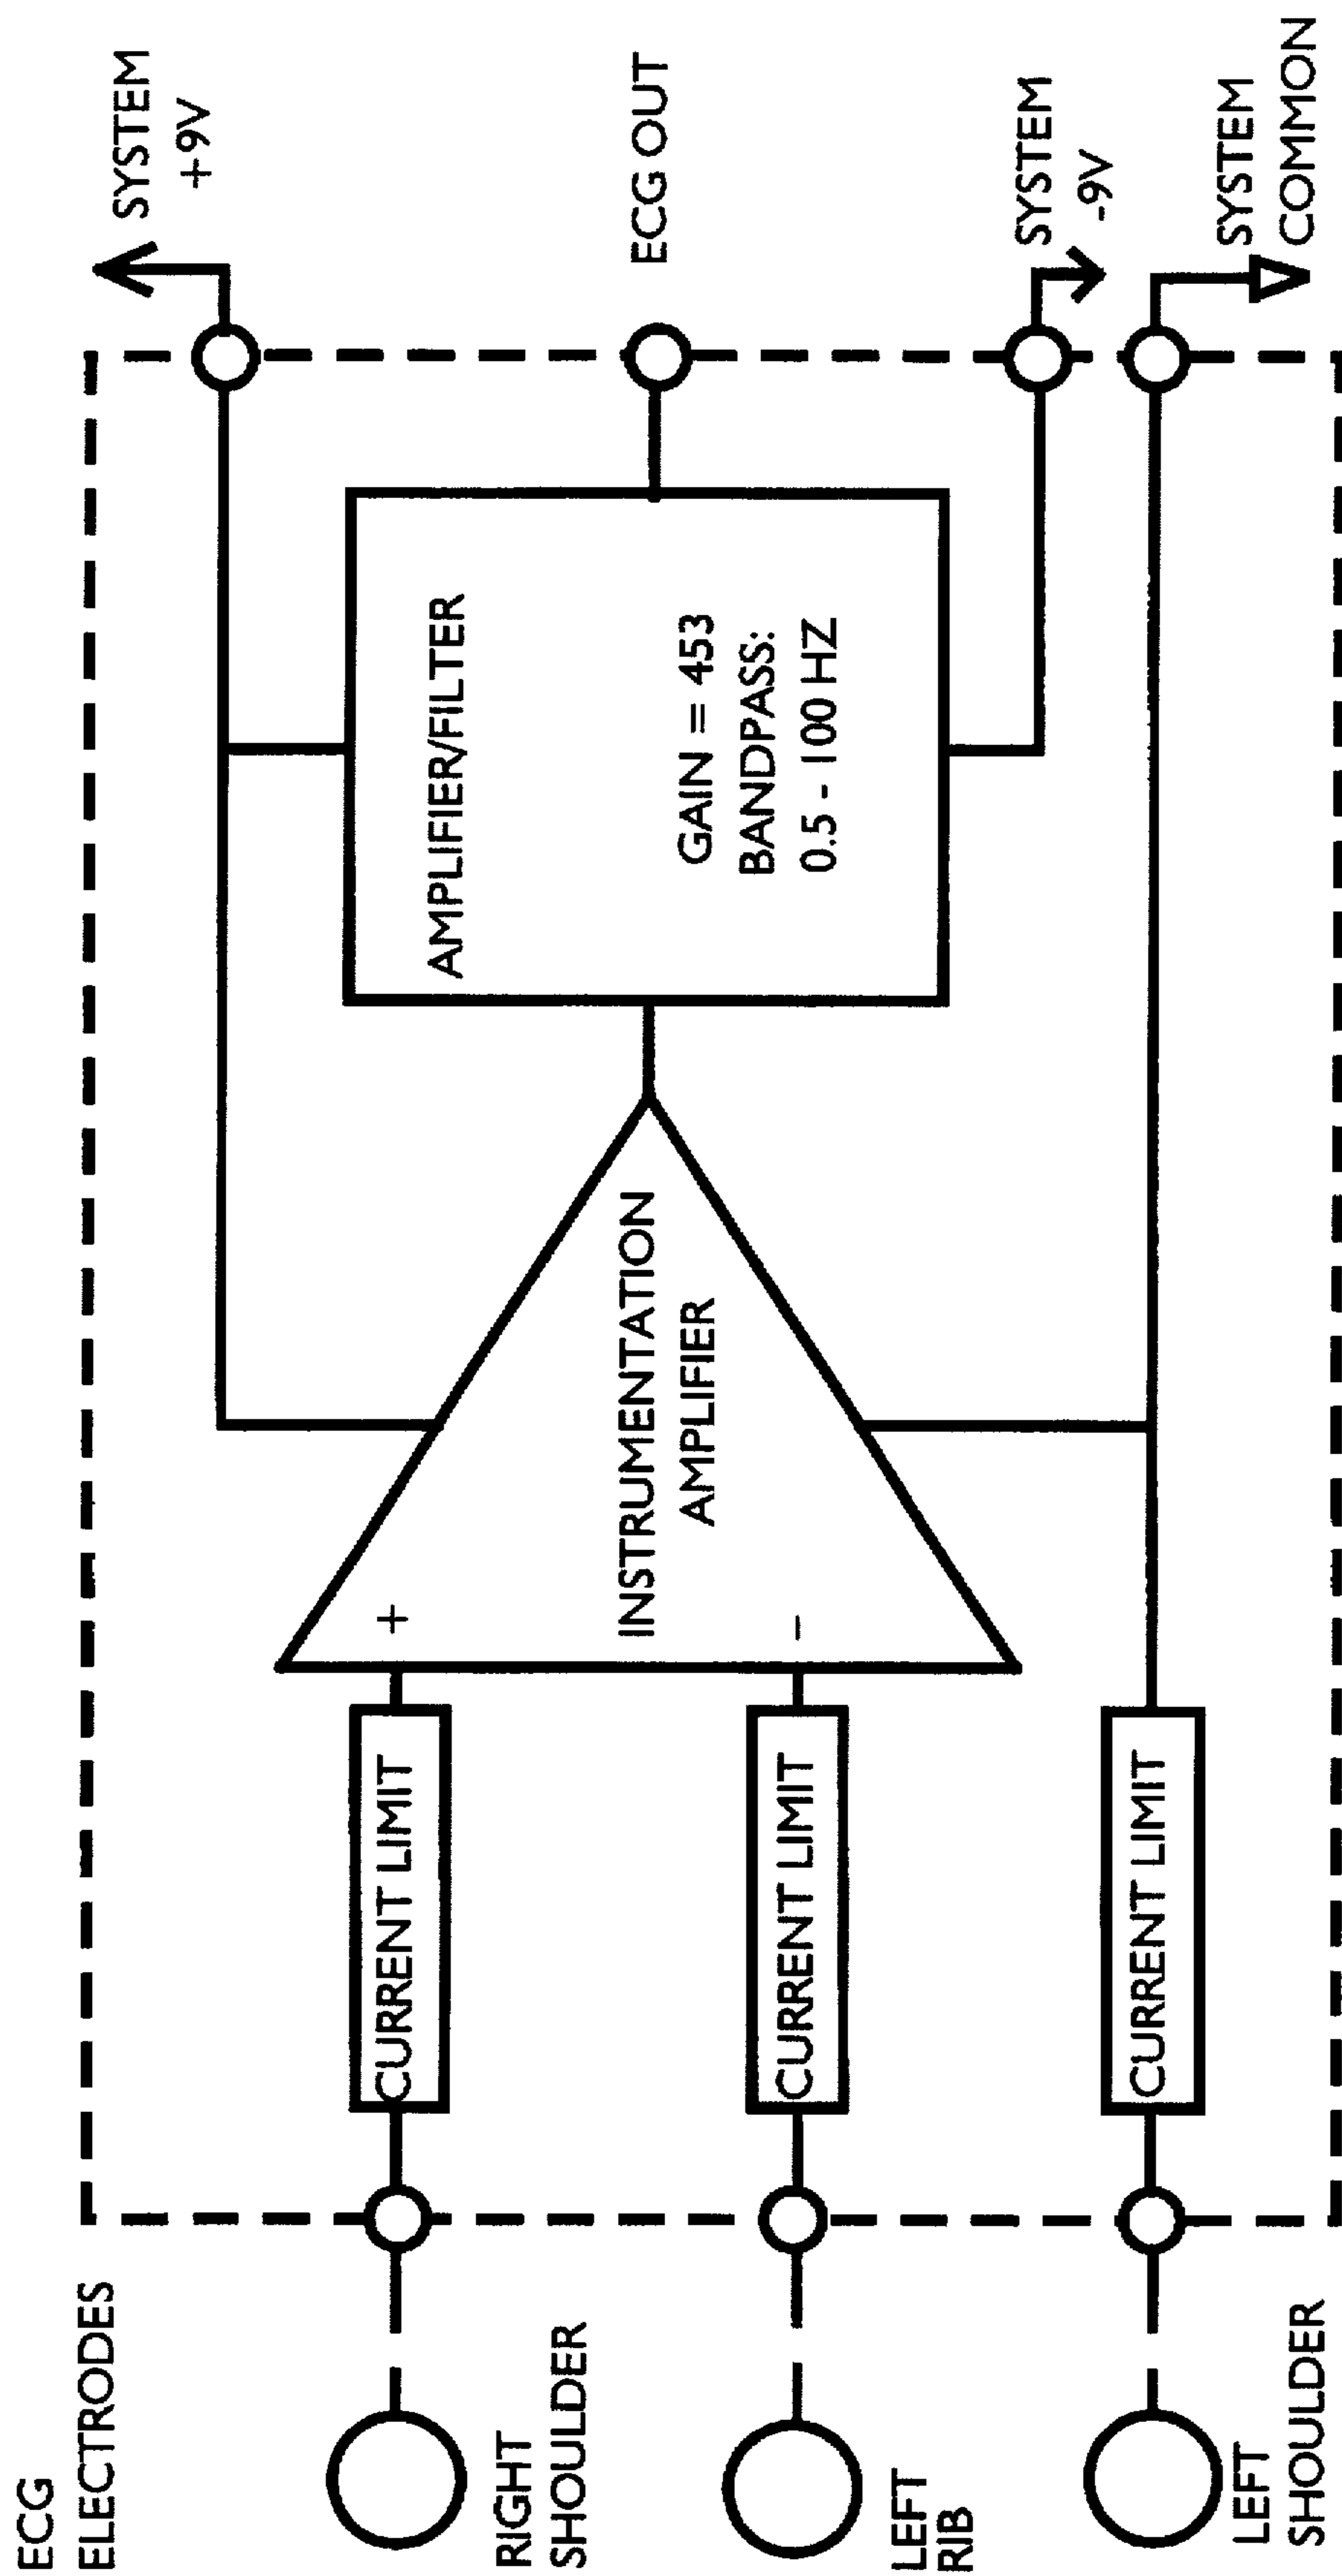 ECG
ELECTRODES
RIGHT
SHOULDER
LEFT
RIB
LEFT
SHOULDER
CURRENT LIMIT
CURRENT LIMIT
CURRENT LIMIT
+
-
INSTRUMENTATION
AMPLIFIER
AMPLIFIER/FILTER
GAIN = 453
BANDPASS:
0.5 - 100 HZ
SYSTEM
+9V
ECG OUT
SYSTEM
-9V
SYSTEM
COMMON